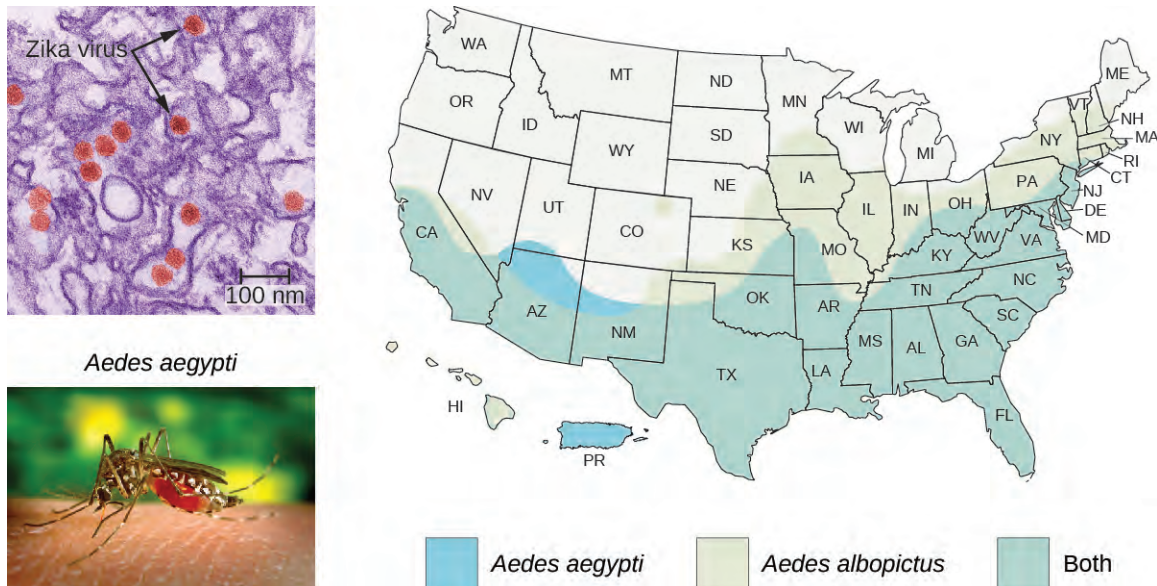 Zika virus
100 nm
Aedes aegypti
WA
OR
CA
ID
NV
MT
WY
UT
AZ
CO
NM
ND
SD
NE
KS
OK
TX
MN
IA
MO
AR
LA
WI
IL
MI
IN
OH
KY
TN
MS
AL
GA
FL
SC
NC
VA
WV
PA
NY
VT
ME
NH
MA
RI
CT
NJ
DE
MD
HI
PR
Aedes aegypti
Aedes albopictus
Both